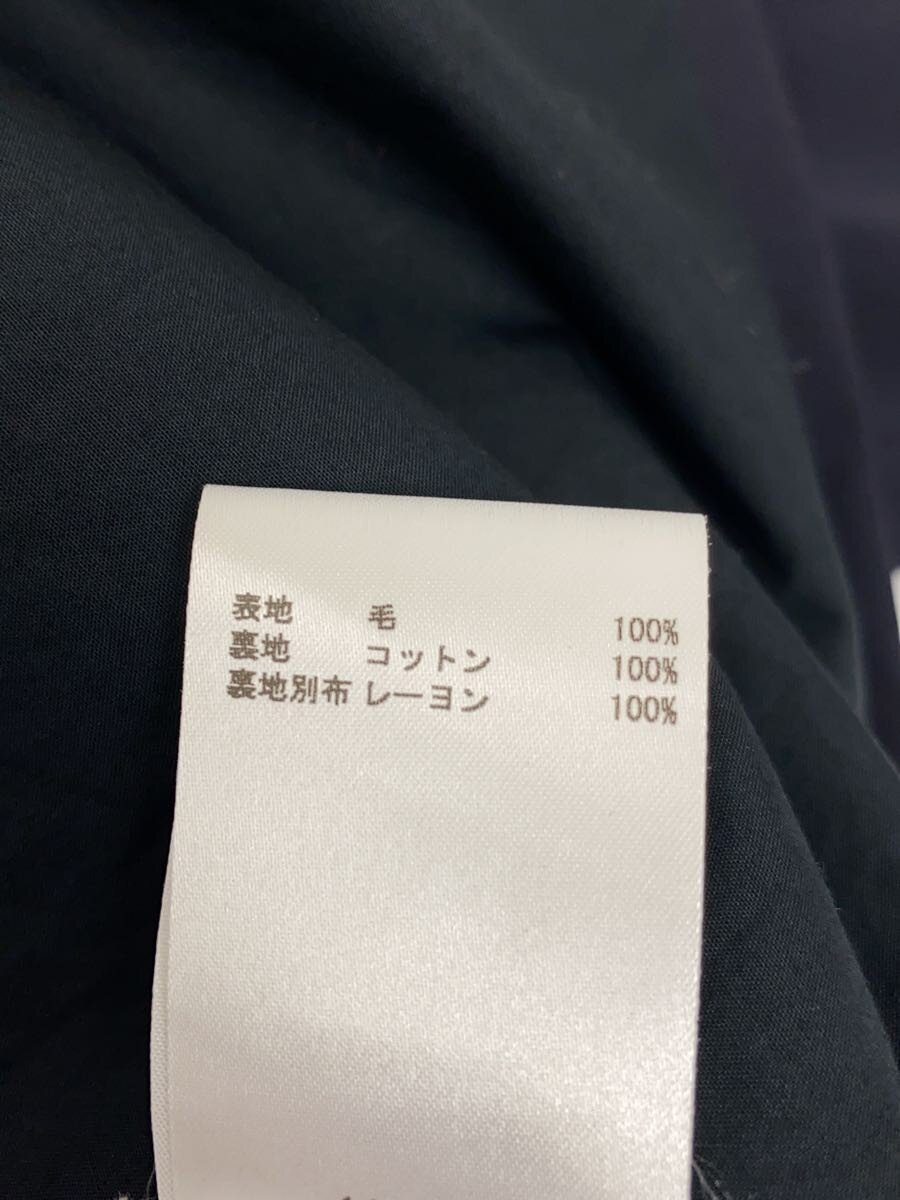 表地 毛 100%
裏地 コットン 100%
裏地別布 レーヨン 100%